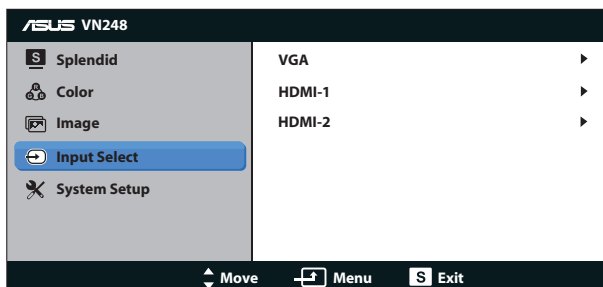 ASUS VN248
S Splendid
Color
Image
Input Select
System Setup
VGA
HDMI-1
HDMI-2
Move Menu S Exit